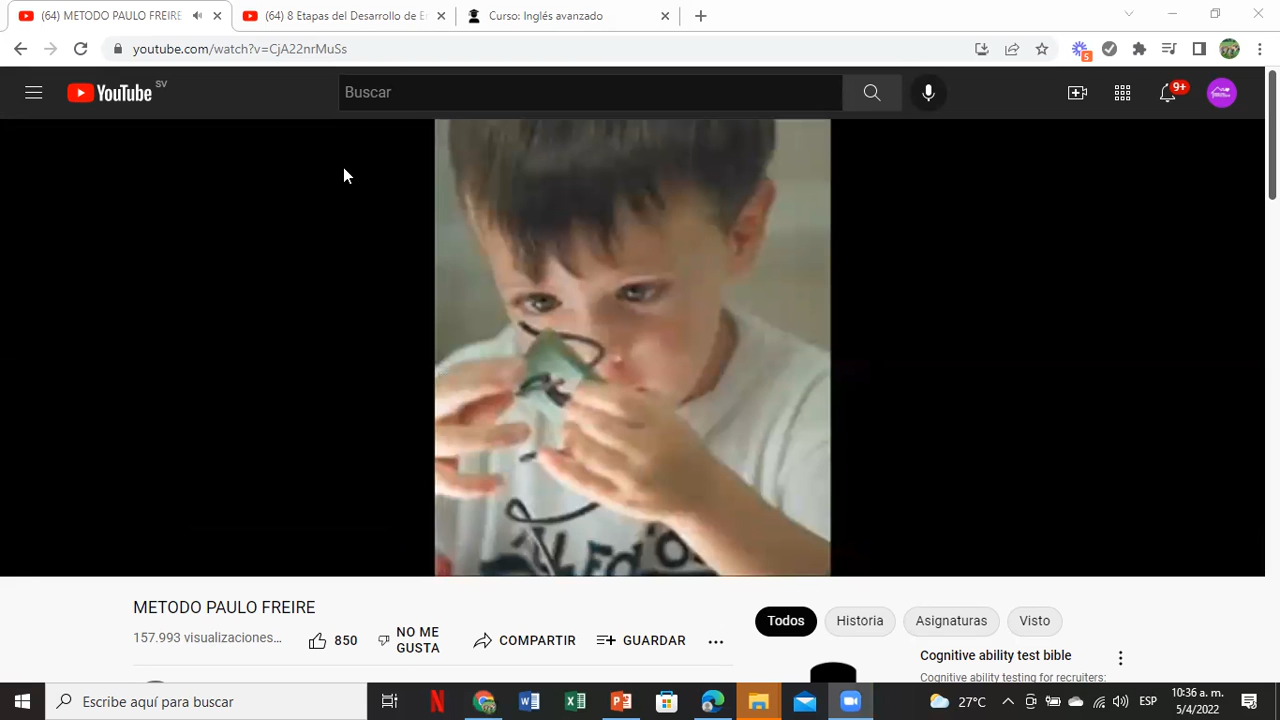 (64) METODO PAULO FREIRE
(64) 8 Etapas del Desarrollo de E
Curso: Inglés avanzado
youtube.com/watch?v=CjA22nrMuSs
5
YouTube SV
Buscar
9+
METODO PAULO FREIRE
157.993 visualizaciones...
850
NO ME GUSTA
COMPARTIR
GUARDAR
Todos
Historia
Asignaturas
Visto
Cognitive ability test bible
Cognitive ability testing for recruiters:
Escribe aquí para buscar
27°C
ESP
10:36 a. m.
5/4/2022